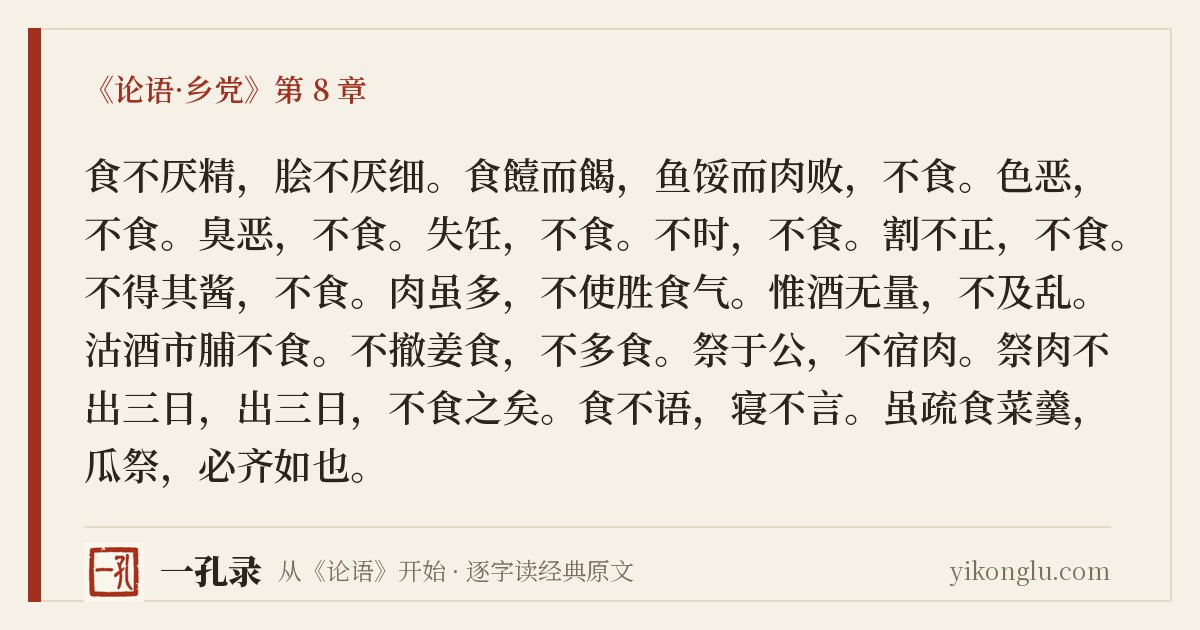 《论语·乡党》第 8 章
食不厌精，脍不厌细。食饐而餲，鱼馁而肉败，不食。色恶，
不食。臭恶，不食。失饪，不食。不时，不食。割不正，不食。
不得其酱，不食。肉虽多，不使胜食气。惟酒无量，不及乱。
沽酒市脯不食。不撤姜食，不多食。祭于公，不宿肉。祭肉不
出三日，出三日，不食之矣。食不语，寝不言。虽疏食菜羹，
瓜祭，必齐如也。
一孔
一孔录 从《论语》开始 · 逐字读经典原文 yikonglu.com